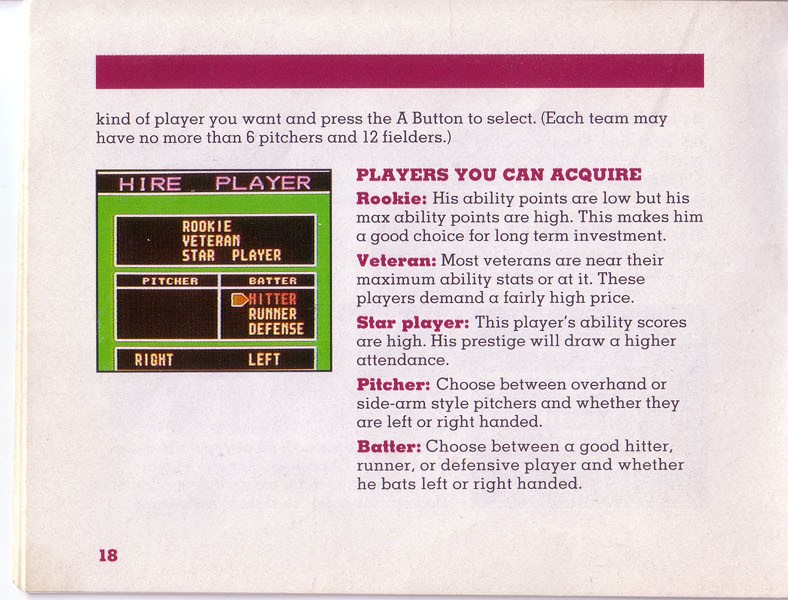 kind of player you want and press the A Button to select. (Each team may
have no more than 6 pitchers and 12 fielders.)
HIRE PLAYER
ROOKIE
VETERAN
STAR PLAYER
PITCHER BATTER
HITTER
RUNNER
DEFENSE
RIGHT LEFT
PLAYERS YOU CAN ACQUIRE
Rookie: His ability points are low but his
max ability points are high. This makes him
a good choice for long term investment.
Veteran: Most veterans are near their
maximum ability stats or at it. These
players demand a fairly high price.
Star player: This player's ability scores
are high. His prestige will draw a higher
attendance.
Pitcher: Choose between overhand or
side-arm style pitchers and whether they
are left or right handed.
Batter: Choose between a good hitter,
runner, or defensive player and whether
he bats left or right handed.
18